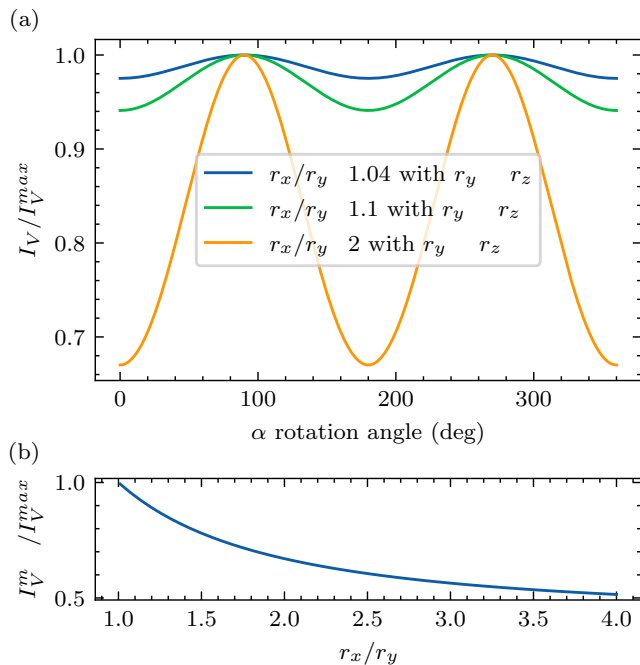 (a)
1.0
0.9
0.8
0.7
I_V/I_V^{max}
r_x/r_y 1.04 with r_y r_z
r_x/r_y 1.1 with r_y r_z
r_x/r_y 2 with r_y r_z
0 100 200 300
α rotation angle (deg)
(b)
1.0
0.5
I_V^m /I_V^{max}
1.0 1.5 2.0 2.5 3.0 3.5 4.0
r_x/r_y